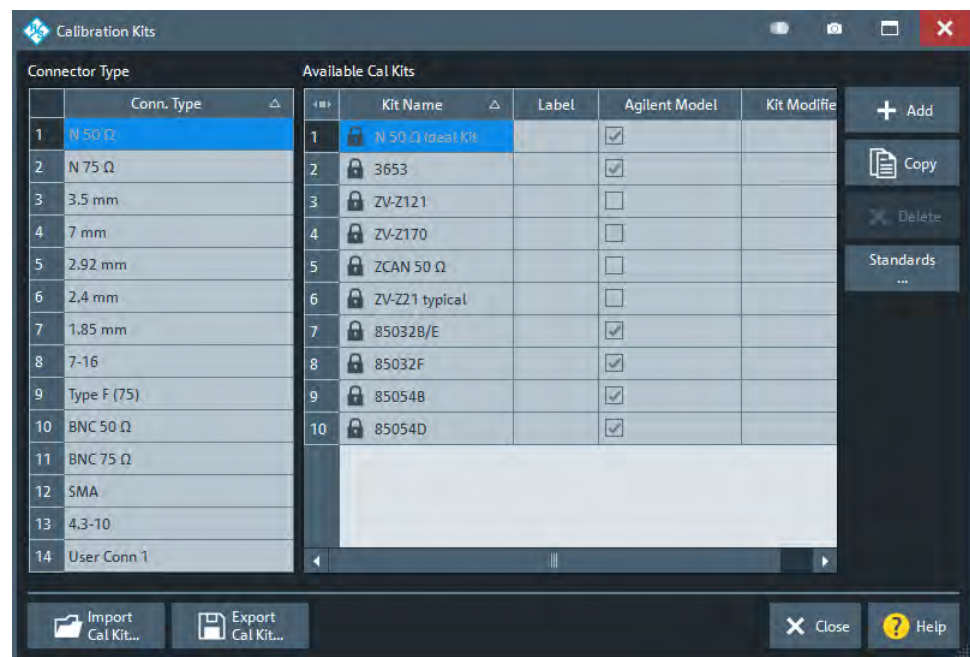 Calibration Kits
Connector Type
Available Cal Kits
Conn. Type
Kit Name Label Agilent Model Kit Modifie
1 N 50 Ω
2 N 75 Ω
3 3.5 mm
4 7 mm
5 2.92 mm
6 2.4 mm
7 1.85 mm
8 7-16
9 Type F (75)
10 BNC 50 Ω
11 BNC 75 Ω
12 SMA
13 4.3-10
14 User Conn 1
1 N 50 Ω Ideal Kit
2 3653
3 ZV-Z121
4 ZV-Z170
5 ZCAN 50 Ω
6 ZV-Z21 typical
7 85032B/E
8 85032F
9 85054B
10 85054D
Add
Copy
Delete
Standards
...
Import
Cal Kit...
Export
Cal Kit...
Close
Help